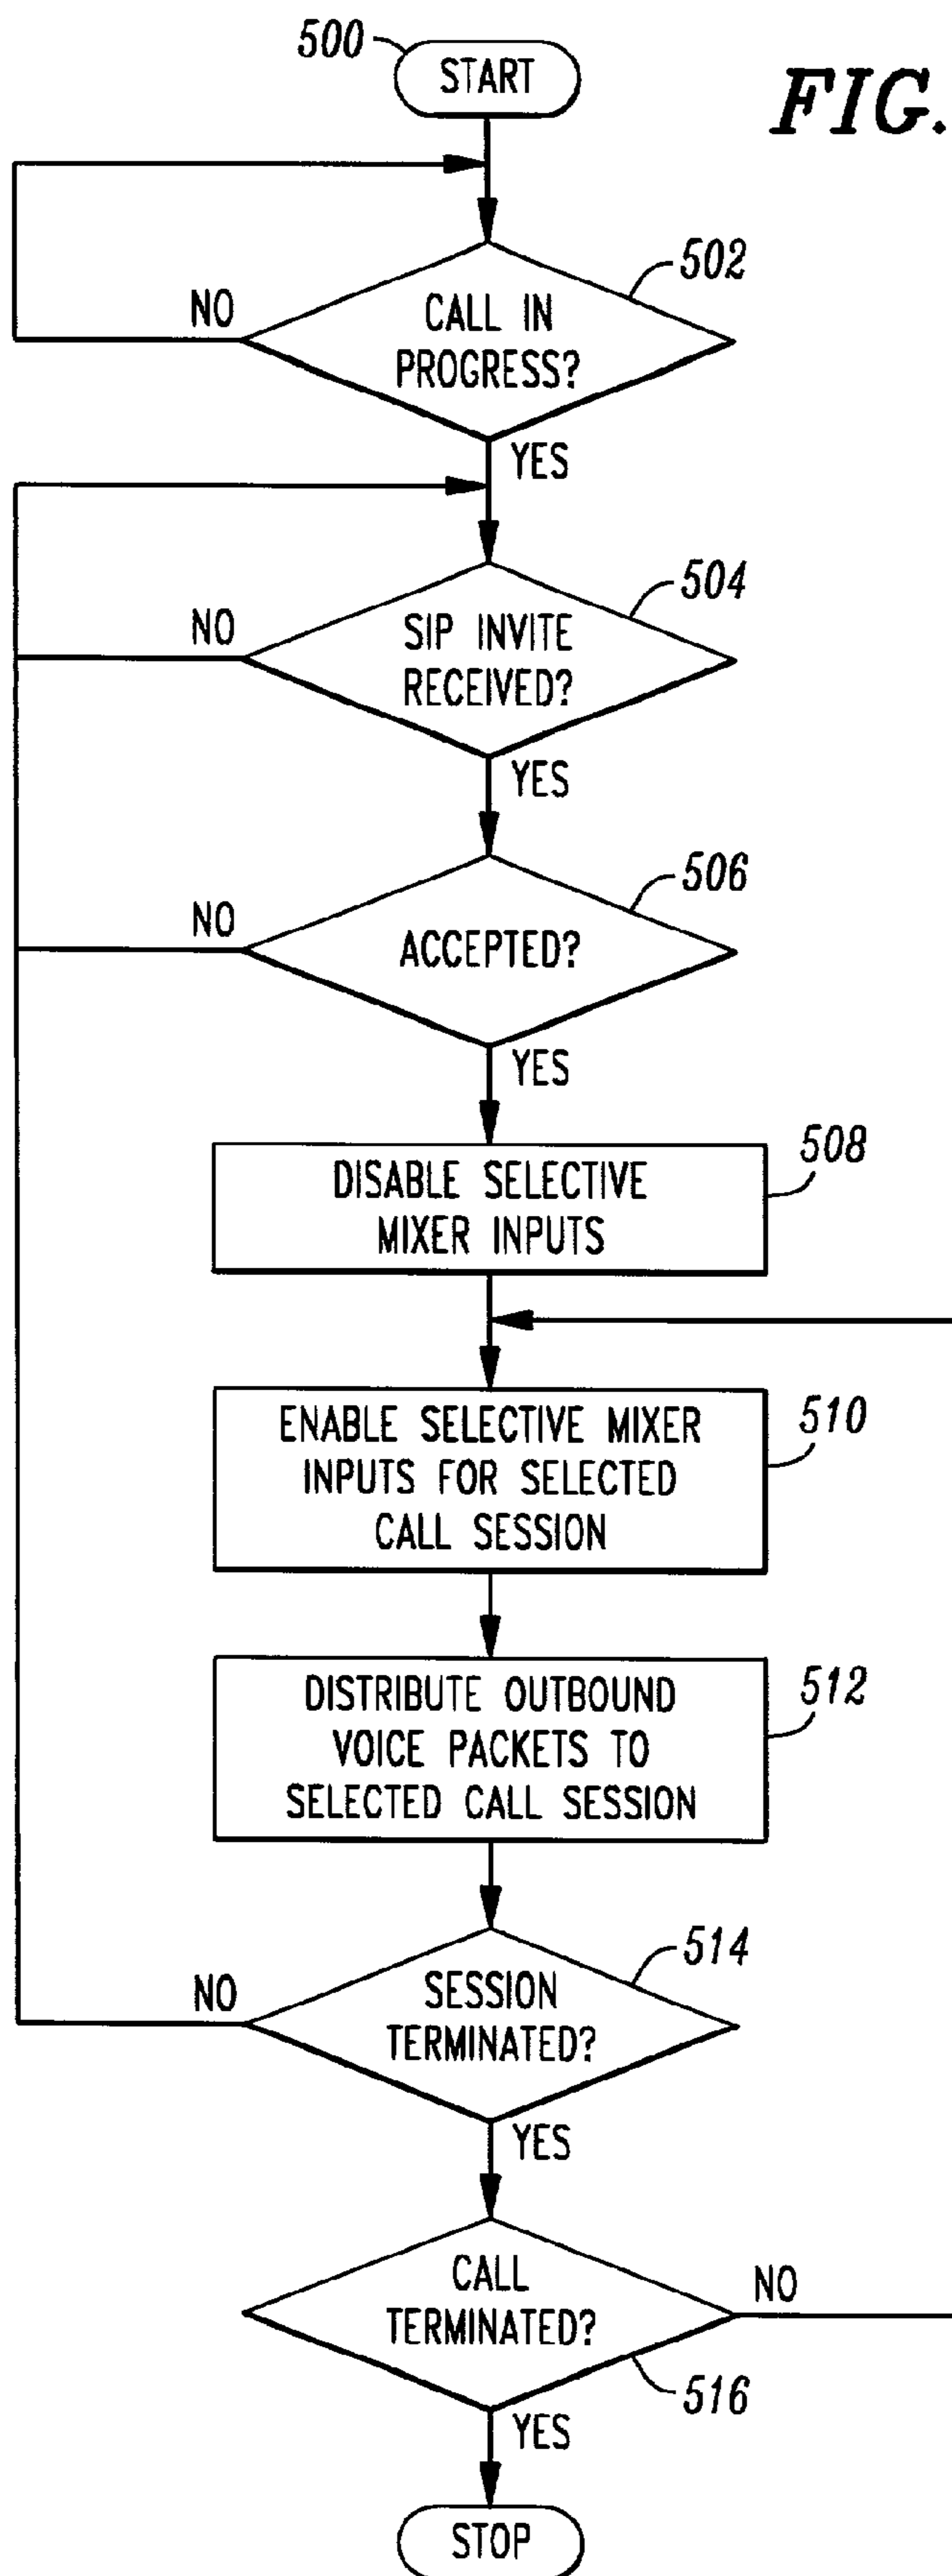 500
START
FIG.
502
NO
CALL IN
PROGRESS?
YES
504
NO
SIP INVITE
RECEIVED?
YES
506
NO
ACCEPTED?
YES
508
DISABLE SELECTIVE
MIXER INPUTS
510
ENABLE SELECTIVE MIXER
INPUTS FOR SELECTED
CALL SESSION
512
DISTRIBUTE OUTBOUND
VOICE PACKETS TO
SELECTED CALL SESSION
514
NO
SESSION
TERMINATED?
YES
CALL
TERMINATED?
NO
516
YES
STOP